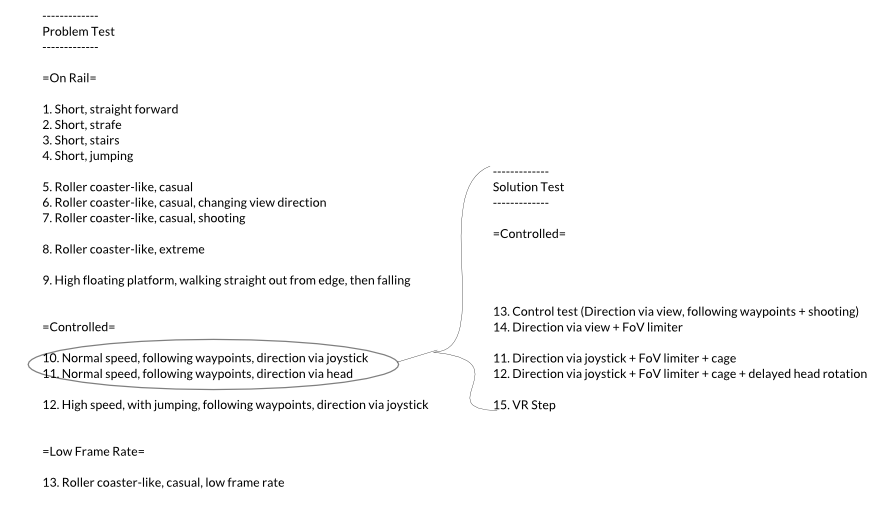 -------------
Problem Test
-------------
=On Rail=
1. Short, straight forward
2. Short, strafe
3. Short, stairs
4. Short, jumping
5. Roller coaster-like, casual
6. Roller coaster-like, casual, changing view direction
7. Roller coaster-like, casual, shooting
8. Roller coaster-like, extreme
9. High floating platform, walking straight out from edge, then falling
=Controlled=
10. Normal speed, following waypoints, direction via joystick
11. Normal speed, following waypoints, direction via head
12. High speed, with jumping, following waypoints, direction via joystick
=Low Frame Rate=
13. Roller coaster-like, casual, low frame rate
-------------
Solution Test
-------------
=Controlled=
13. Control test (Direction via view, following waypoints + shooting)
14. Direction via view + FoV limiter
11. Direction via joystick + FoV limiter + cage
12. Direction via joystick + FoV limiter + cage + delayed head rotation
15. VR Step